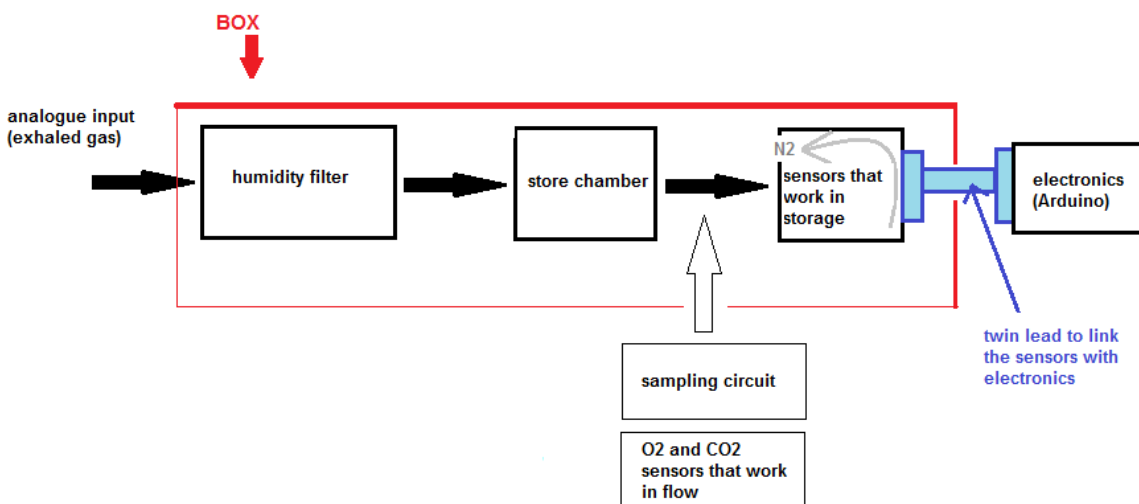 BOX
analogue input
(exhaled gas)
humidity filter
store chamber
N2
sensors that
work in
storage
electronics
(Arduino)
twin lead to link
the sensors with
electronics
sampling circuit
O2 and CO2
sensors that work
in flow